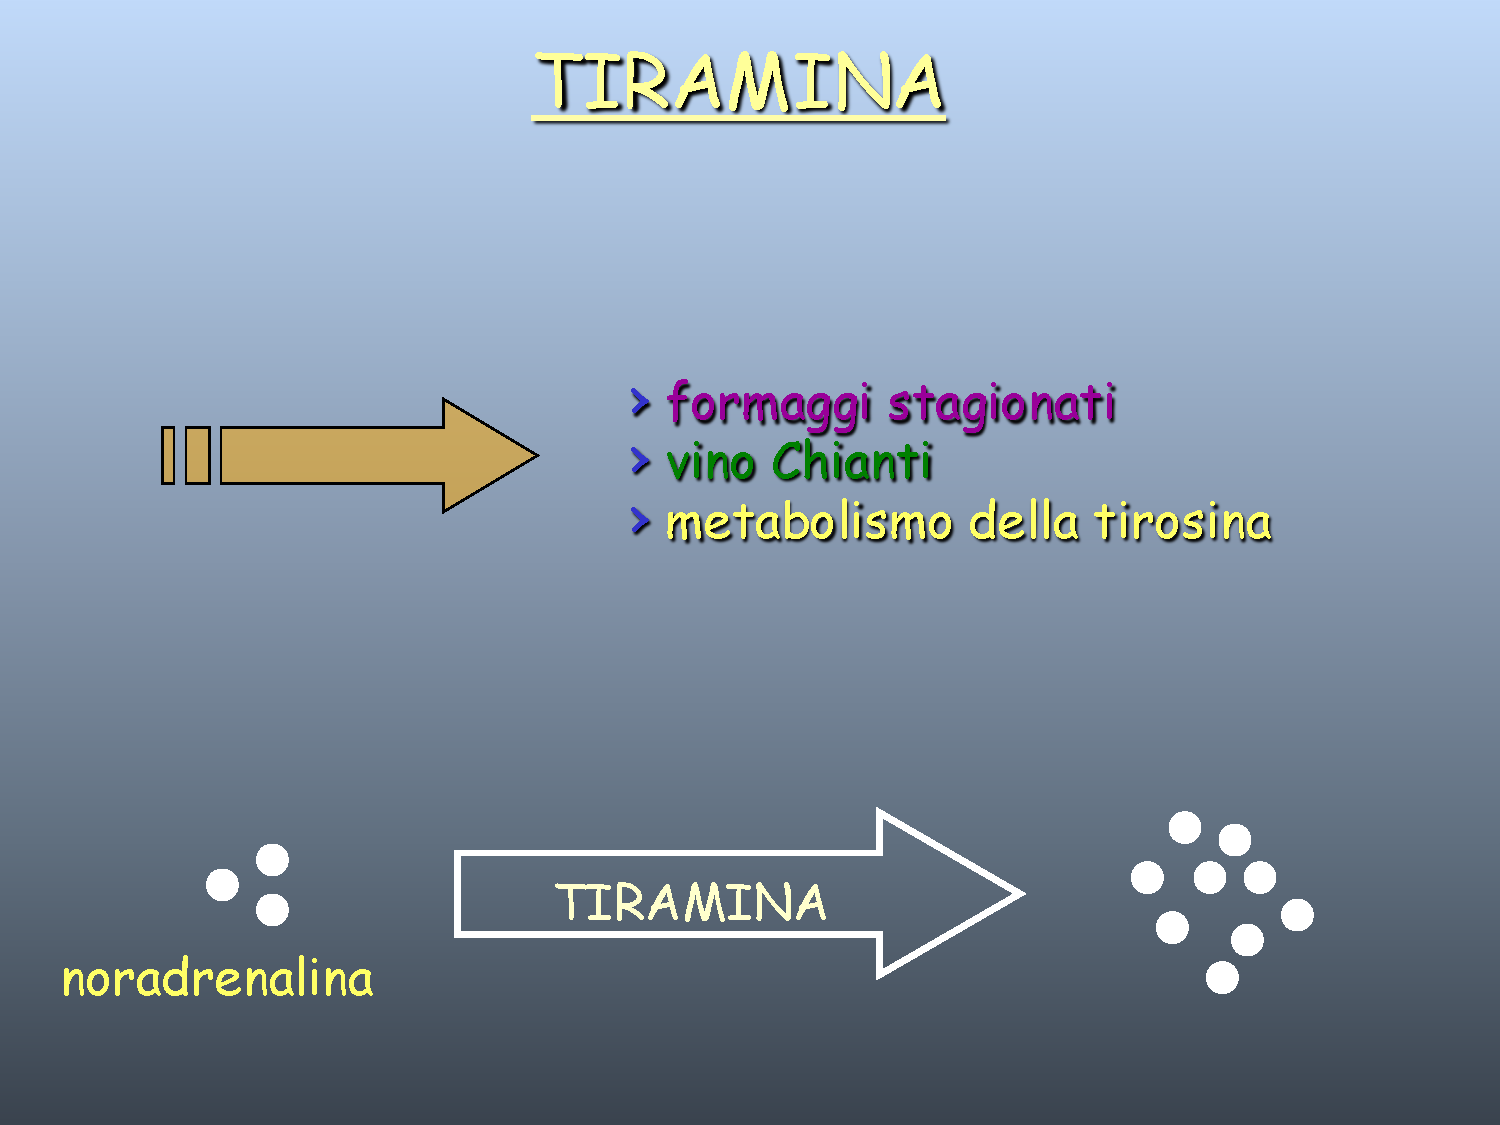 TIRAMINA
› formaggi stagionati
› vino Chianti
› metabolismo della tirosina
TIRAMINA
noradrenalina